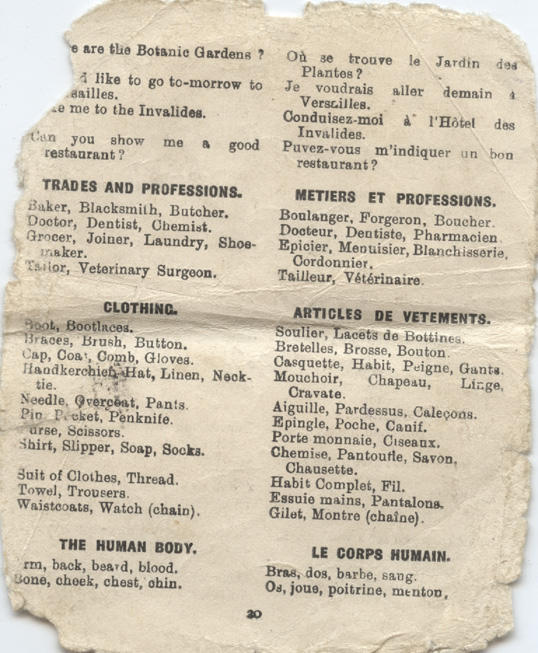 e are the Botanic Gardens ?
d like to go to-morrow to
sailles.
e me to the Invalides.
Can you show me a good
restaurant?
TRADES AND PROFESSIONS.
Baker, Blacksmith, Butcher.
Doctor, Dentist, Chemist.
Grocer, Joiner, Laundry, Shoe-
maker.
Tailor, Veterinary Surgeon.
CLOTHING.
Boot, Bootlaces.
Braces, Brush, Button.
Cap, Coat, Comb, Gloves.
Handkerchief, Hat, Linen, Neck-
tie.
Needle, Overcoat, Pants.
Pin, Pocket, Penknife.
urse, Scissors.
Shirt, Slipper, Soap, Socks.
Suit of Clothes, Thread.
Towel, Trousers.
Waistcoats, Watch (chain).
THE HUMAN BODY.
rm, back, beard, blood.
Bone, cheek, chest, chin.
Où se trouve le Jardin des
Plantes?
Je voudrais aller demain à
Versailles.
Conduisez-moi à l'Hôtel des
Invalides.
Puvez-vous m'indiquer un bon
restaurant?
METIERS ET PROFESSIONS.
Boulanger, Forgeron, Boucher.
Docteur, Dentiste, Pharmacien.
Epicier, Menuisier, Blanchisserie,
Cordonnier.
Tailleur, Vétérinaire.
ARTICLES DE VETEMENTS.
Soulier, Lacets de Bottines.
Bretelles, Brosse, Bouton.
Casquette, Habit, Peigne, Gants.
Mouchoir, Chapeau, Linge,
Cravate.
Aiguille, Pardessus, Caleçons.
Epingle, Poche, Canif.
Porte monnaie, Ciseaux.
Chemise, Pantoufle, Savon,
Chausette.
Habit Complet, Fil.
Essuie mains, Pantalons.
Gilet, Montre (chaîne).
LE CORPS HUMAIN.
Bras, dos, barbe, sang.
Os, joue, poitrine, menton,
20